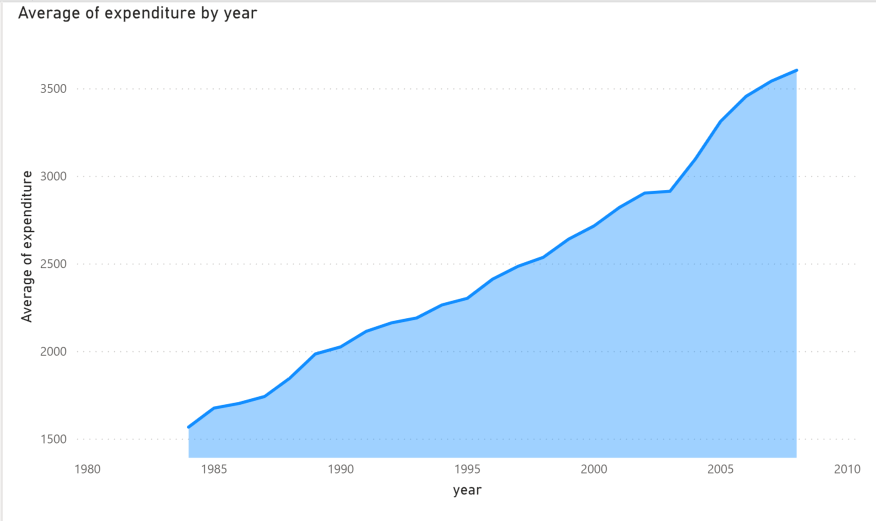 Average of expenditure by year
Average of expenditure
3500
3000
2500
2000
1500
1980 1985 1990 1995 2000 2005 2010
year